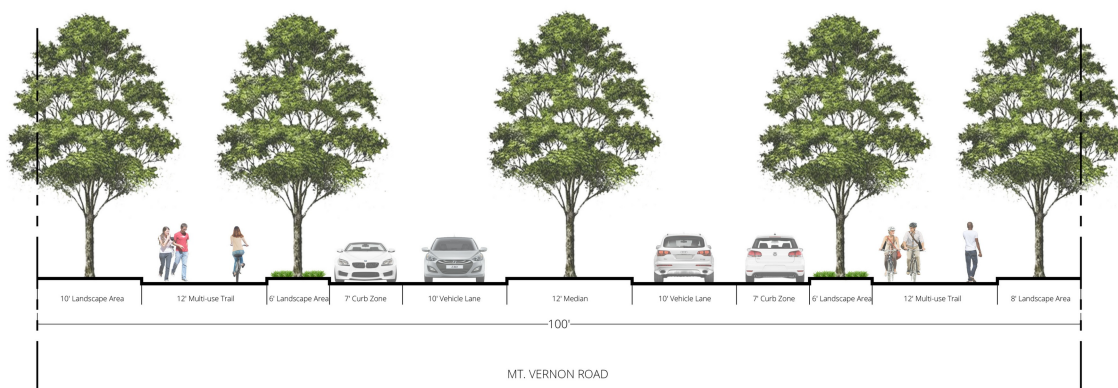 10' Landscape Area
12' Multi-use Trail
6' Landscape Area
7' Curb Zone
10' Vehicle Lane
12' Median
10' Vehicle Lane
7' Curb Zone
6' Landscape Area
12' Multi-use Trail
8' Landscape Area
100'
MT. VERNON ROAD